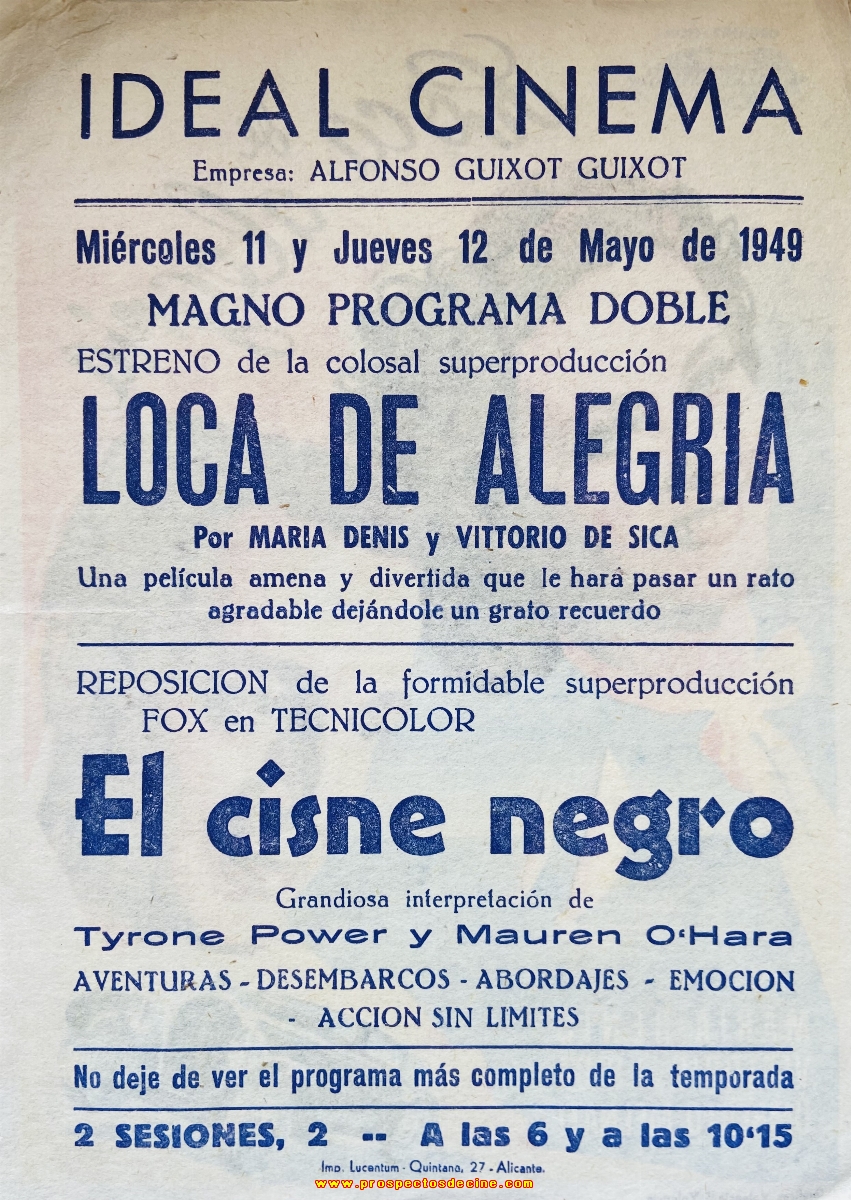 IDEAL CINEMA
Empresa: ALFONSO GUIXOT GUIXOT
Miércoles 11 y Jueves 12 de Mayo de 1949
MAGNO PROGRAMA DOBLE
ESTRENO de la colosal superproducción
LOCA DE ALEGRIA
Por MARIA DENIS y VITTORIO DE SICA
Una película amena y divertida que le hará pasar un rato
agradable dejándole un grato recuerdo
REPOSICION de la formidable superproducción
FOX en TECNICOLOR
El cisne negro
Grandiosa interpretación de
Tyrone Power y Mauren O‘Hara
AVENTURAS - DESEMBARCOS - ABORDAJES - EMOCION
- ACCION SIN LIMITES
No deje de ver el programa más completo de la temporada
2 SESIONES, 2 -- A las 6 y a las 10‘15
Imp. Lucentum - Quintana, 27 - Alicante.
www.prospectosdecine.com